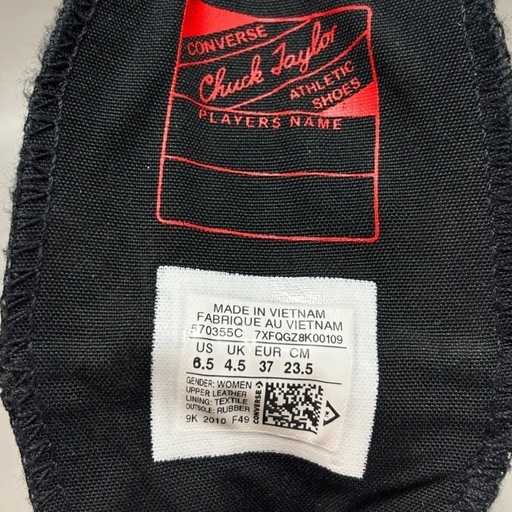 CONVERSE
Chuck Taylor
ATHLETIC
SHOES
PLAYERS NAME
MADE IN VIETNAM
FABRIQUE AU VIETNAM
570355C 7XFQGZ8K00109
US UK EUR CM
6.5 4.5 37 23.5
GENDER: WOMEN
UPPER: LEATHER
LINING: TEXTILE
OUTSOLE: RUBBER
9K 2010 F49
CONVERSE